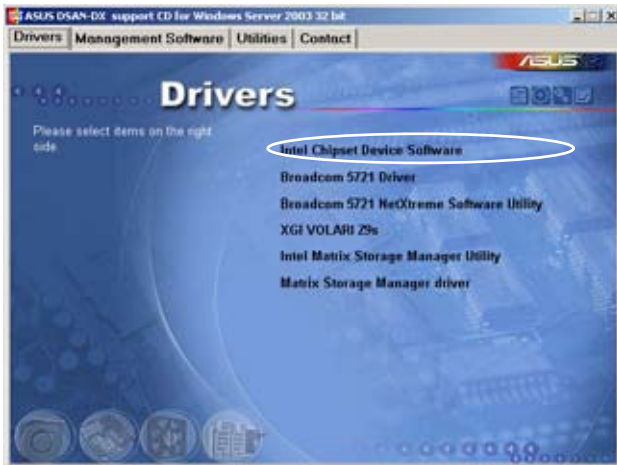 ASUS DSAN-DX support CD for Windows Server 2003 32 bit
Drivers Management Software Utilities Contact
ASUS
Drivers
Please select items on the right
side.
Intel Chipset Device Software
Broadcom 5721 Driver
Broadcom 5721 NetXtreme Software Utility
XGI VOLARI Z9s
Intel Matrix Storage Manager Utility
Matrix Storage Manager driver